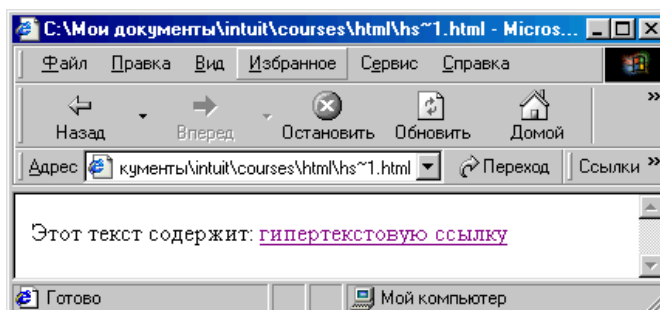 C:\Мои документы\intuit\courses\html\hs~1.html - Micros...
Файл Правка Вид Избранное Сервис Справка
Назад Вперед Остановить Обновить Домой »
Адрес кументы\intuit\courses\html\hs~1.html Переход Ссылки »
Этот текст содержит: гипертекстовую ссылку
Готово Мой компьютер